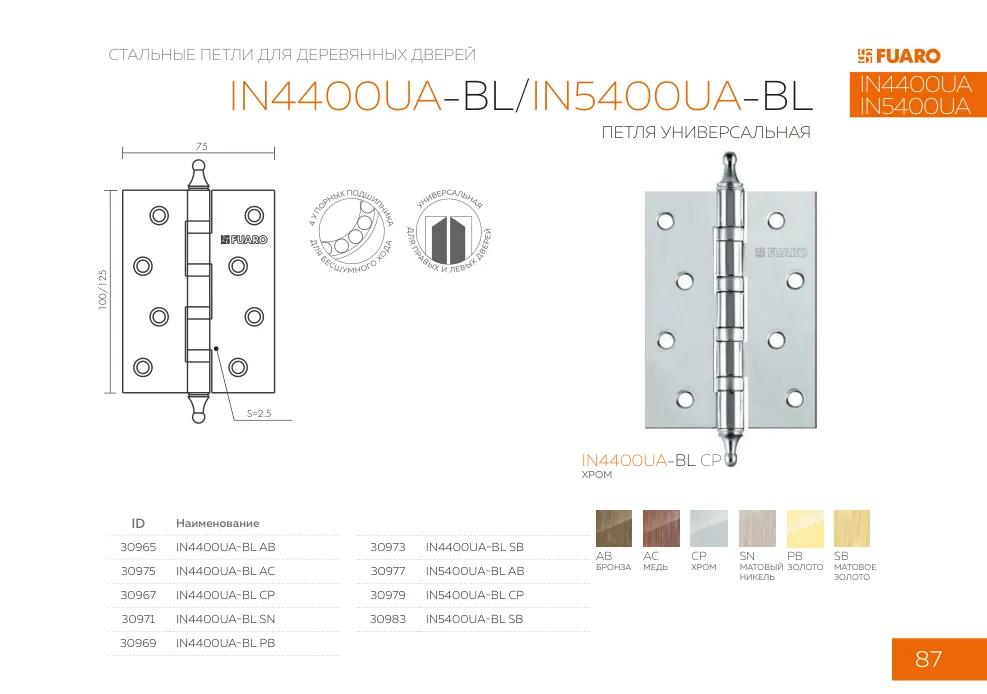 СТАЛЬНЫЕ ПЕТЛИ ДЛЯ ДЕРЕВЯННЫХ ДВЕРЕЙ
IN4400UA-BL/IN5400UA-BL
ПЕТЛЯ УНИВЕРСАЛЬНАЯ
FUARO
IN4400UA
IN5400UA
75
100/125
FUARO
S=2.5
4 УПОРНЫХ ПОДШИПНИКА
ДЛЯ БЕСШУМНОГО ХОДА
УНИВЕРСАЛЬНАЯ
ДЛЯ ПРАВЫХ И ЛЕВЫХ ДВЕРЕЙ
FUARO
IN4400UA-BL CP
ХРОМ
ID Наименование
30965 IN4400UA-BL AB
30975 IN4400UA-BL AC
30967 IN4400UA-BL CP
30971 IN4400UA-BL SN
30969 IN4400UA-BL PB
30973 IN4400UA-BL SB
30977 IN5400UA-BL AB
30979 IN5400UA-BL CP
30983 IN5400UA-BL SB
AB
БРОНЗА
AC
МЕДЬ
CP
ХРОМ
SN
МАТОВЫЙ
НИКЕЛЬ
PB
ЗОЛОТО
SB
МАТОВОЕ
ЗОЛОТО
87